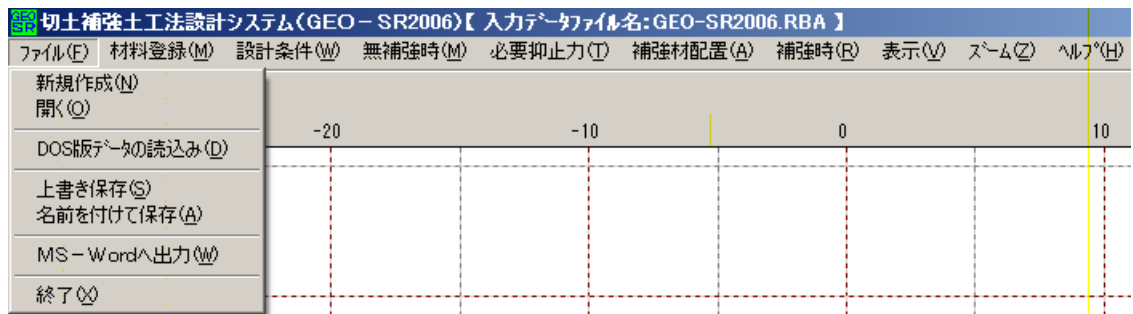 GEO SR 切土補強土工法設計システム(GEO－SR2006)【 入力ﾃﾞｰﾀﾌｧｲﾙ名:GEO-SR2006.RBA 】
ﾌｧｲﾙ(F) 材料登録(M) 設計条件(W) 無補強時(M) 必要抑止力(T) 補強材配置(A) 補強時(R) 表示(V) ｽﾞｰﾑ(Z) ﾍﾙﾌﾟ(H)
新規作成(N)
開く(O)
-20 -10 0 10
DOS版ﾃﾞｰﾀの読込み(D)
上書き保存(S)
名前を付けて保存(A)
MS－Wordへ出力(W)
終了(X)